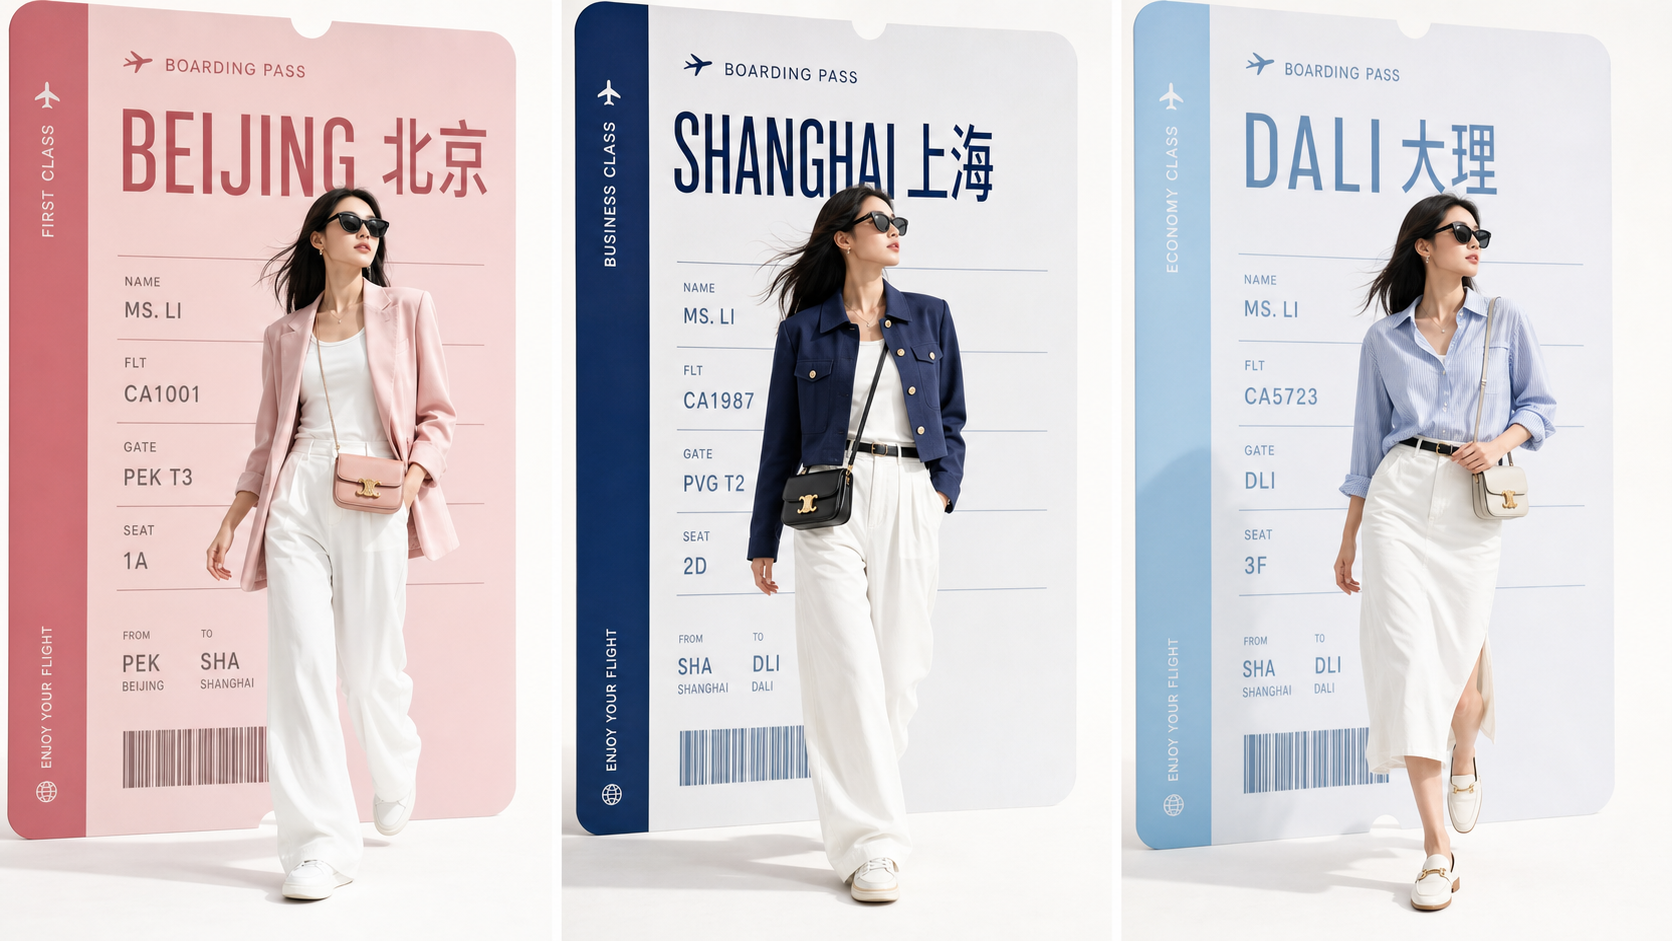 FIRST CLASS
ENJOY YOUR FLIGHT
BOARDING PASS
BEIJING 北京
NAME
MS. LI
FLT
CA1001
GATE
PEK T3
SEAT
1A
FROM TO
PEK SHA
BEIJING SHANGHAI
BUSINESS CLASS
ENJOY YOUR FLIGHT
BOARDING PASS
SHANGHAI 上海
NAME
MS. LI
FLT
CA1987
GATE
PVG T2
SEAT
2D
FROM TO
SHA DLI
SHANGHAI DALI
ECONOMY CLASS
ENJOY YOUR FLIGHT
BOARDING PASS
DALI 大理
NAME
MS. LI
FLT
CA5723
GATE
DLI
SEAT
3F
FROM TO
SHA DLI
SHANGHAI DALI